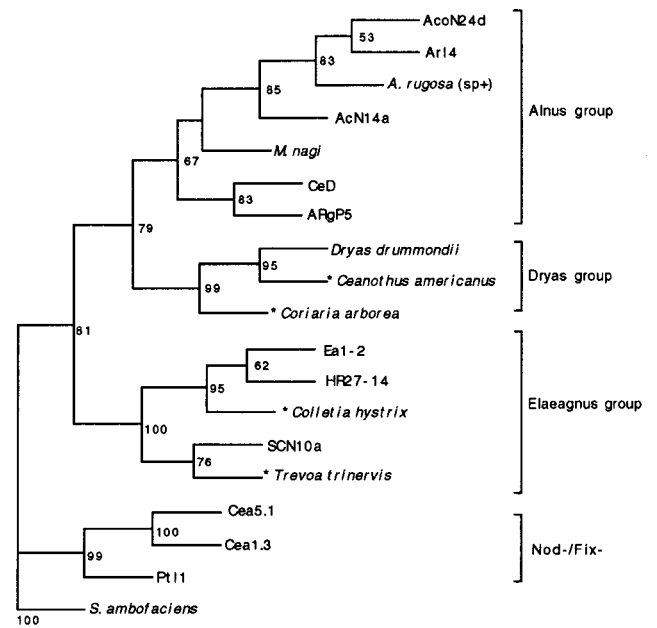 AcoN24d
53
ArI4
83
A. rugosa (sp+)
85
AcN14a
Alnus group
M. nagi
67
CeD
83
ARgP5
79
Dryas drummondii
95
* Ceanothus americanus
Dryas group
99
* Coriaria arborea
81
Ea1-2
62
HR27-14
95
* Colletia hystrix
Elaeagnus group
100
SCN10a
76
* Trevoa trinervis
Cea5.1
100
Cea1.3
99
Nod-/Fix-
PtI1
S. ambofaciens
100